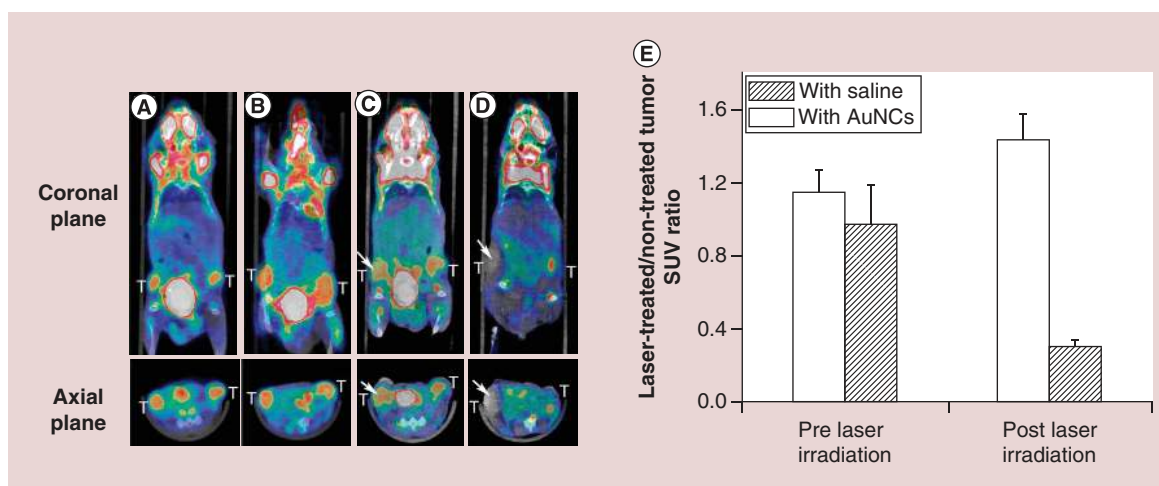 A
B
C
D
Coronal
plane
T
T
T
T
T
T
T
T
Axial
plane
T
T
T
T
T
T
T
T
E
Laser-treated/non-treated tumor
SUV ratio
With saline
With AuNCs
1.6
1.2
0.8
0.4
0.0
Pre laser
irradiation
Post laser
irradiation